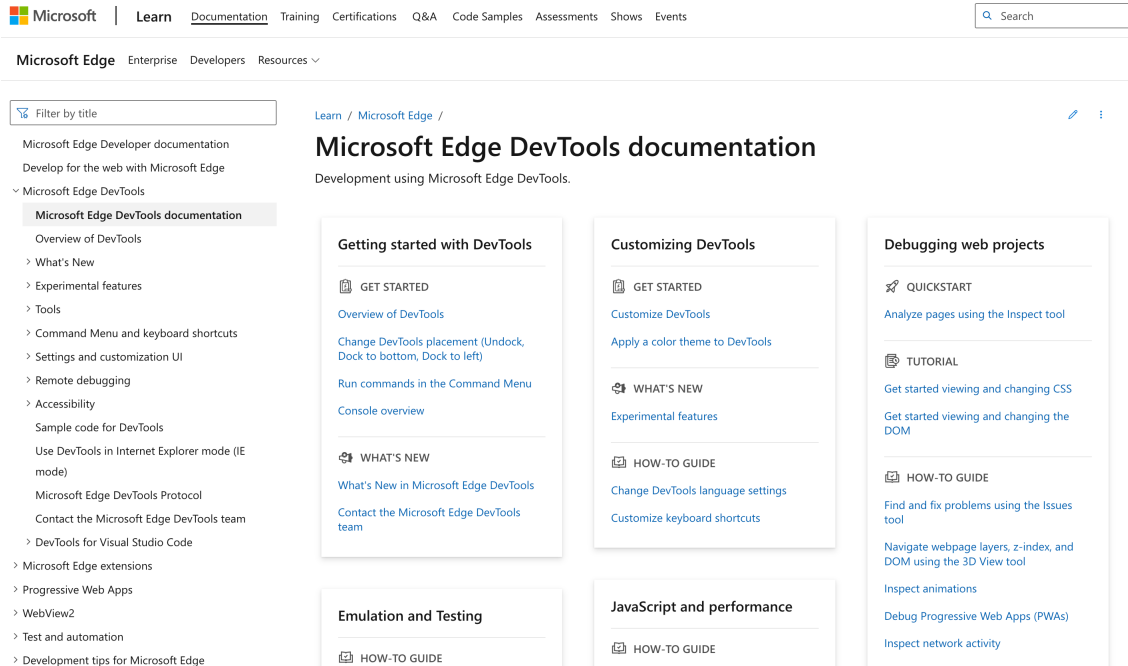 Microsoft
Learn
Documentation
Training
Certifications
Q&A
Code Samples
Assessments
Shows
Events
Search
Microsoft Edge
Enterprise
Developers
Resources
Filter by title
Microsoft Edge Developer documentation
Develop for the web with Microsoft Edge
Microsoft Edge DevTools
Microsoft Edge DevTools documentation
Overview of DevTools
What's New
Experimental features
Tools
Command Menu and keyboard shortcuts
Settings and customization UI
Remote debugging
Accessibility
Sample code for DevTools
Use DevTools in Internet Explorer mode (IE
mode)
Microsoft Edge DevTools Protocol
Contact the Microsoft Edge DevTools team
DevTools for Visual Studio Code
Microsoft Edge extensions
Progressive Web Apps
WebView2
Test and automation
Development tips for Microsoft Edge
Learn / Microsoft Edge /
Microsoft Edge DevTools documentation
Development using Microsoft Edge DevTools.
Getting started with DevTools
GET STARTED
Overview of DevTools
Change DevTools placement (Undock,
Dock to bottom, Dock to left)
Run commands in the Command Menu
Console overview
WHAT'S NEW
What's New in Microsoft Edge DevTools
Contact the Microsoft Edge DevTools
team
Emulation and Testing
HOW-TO GUIDE
Customizing DevTools
GET STARTED
Customize DevTools
Apply a color theme to DevTools
WHAT'S NEW
Experimental features
HOW-TO GUIDE
Change DevTools language settings
Customize keyboard shortcuts
JavaScript and performance
HOW-TO GUIDE
Debugging web projects
QUICKSTART
Analyze pages using the Inspect tool
TUTORIAL
Get started viewing and changing CSS
Get started viewing and changing the
DOM
HOW-TO GUIDE
Find and fix problems using the Issues
tool
Navigate webpage layers, z-index, and
DOM using the 3D View tool
Inspect animations
Debug Progressive Web Apps (PWAs)
Inspect network activity